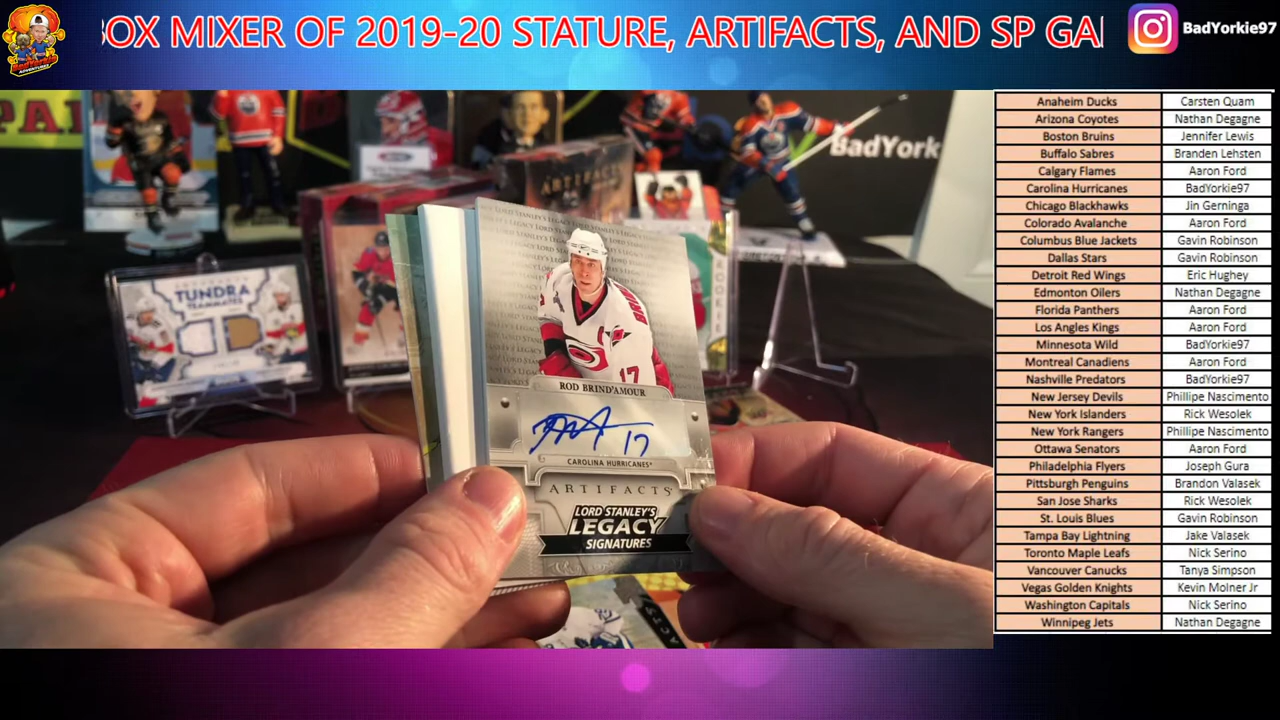 BOX MIXER OF 2019-20 STATURE, ARTIFACTS, AND SP GA
BadYorkie97
BadYork
ARTIFACTS
TUNDRA
TEAMMATES
ROD BRIND'AMOUR
17
17
CAROLINA HURRICANES
ARTIFACTS
LORD STANLEY'S
LEGACY
SIGNATURES
Anaheim Ducks Carsten Quam
Arizona Coyotes Nathan Degagne
Boston Bruins Jennifer Lewis
Buffalo Sabres Branden Lehsten
Calgary Flames Aaron Ford
Carolina Hurricanes BadYorkie97
Chicago Blackhawks Jin Gerninga
Colorado Avalanche Aaron Ford
Columbus Blue Jackets Gavin Robinson
Dallas Stars Gavin Robinson
Detroit Red Wings Eric Hughey
Edmonton Oilers Nathan Degagne
Florida Panthers Aaron Ford
Los Angeles Kings Aaron Ford
Minnesota Wild BadYorkie97
Montreal Canadiens Aaron Ford
Nashville Predators BadYorkie97
New Jersey Devils Phillipe Nascimento
New York Islanders Rick Wesolek
New York Rangers Phillipe Nascimento
Ottawa Senators Aaron Ford
Philadelphia Flyers Joseph Gura
Pittsburgh Penguins Brandon Valasek
San Jose Sharks Rick Wesolek
St. Louis Blues Gavin Robinson
Tampa Bay Lightning Jake Valasek
Toronto Maple Leafs Nick Serino
Vancouver Canucks Tanya Simpson
Vegas Golden Knights Kevin Molner Jr
Washington Capitals Nick Serino
Winnipeg Jets Nathan Degagne